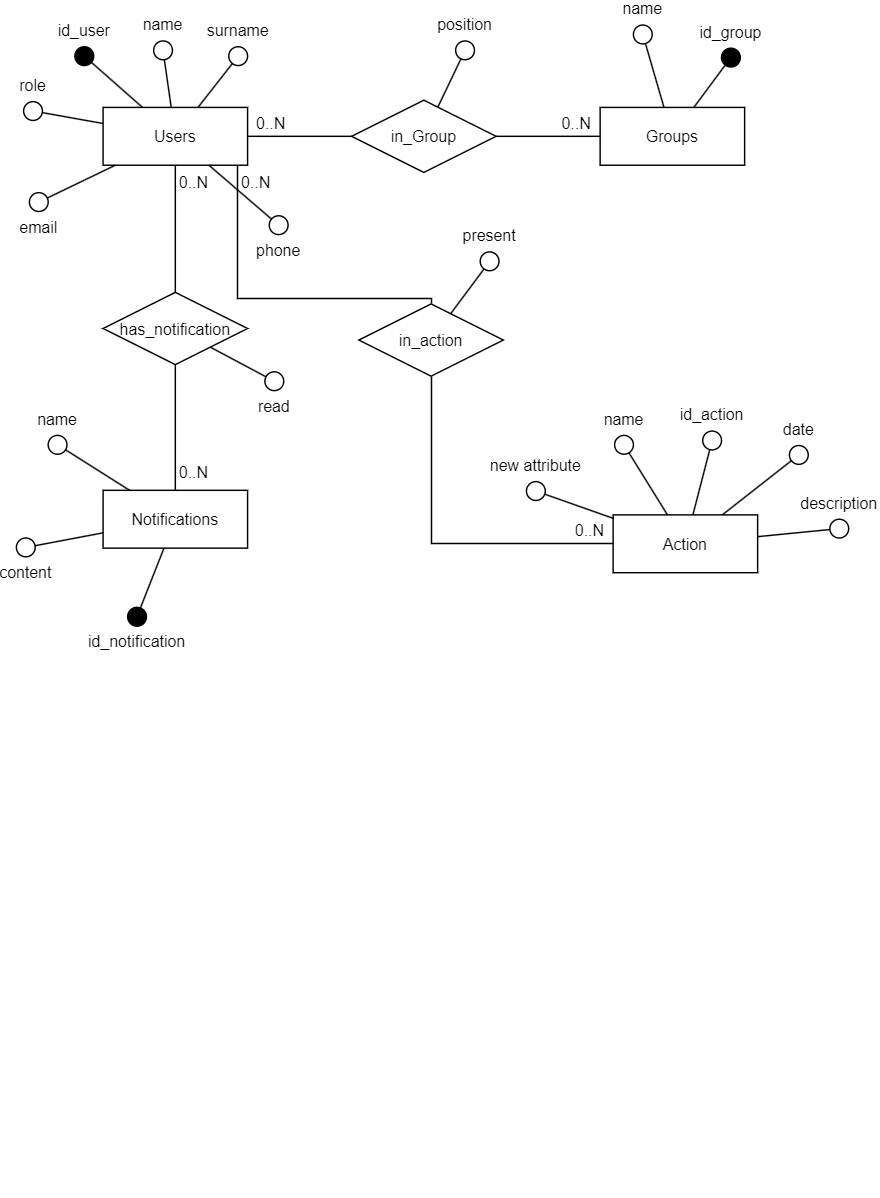 name
id_user
name
surname
position
id_group
role
Users
0..N
in_Group
0..N
Groups
0..N
0..N
email
phone
present
has_notification
in_action
read
name
id_action
name
date
new attribute
0..N
description
Notifications
0..N
Action
content
id_notification